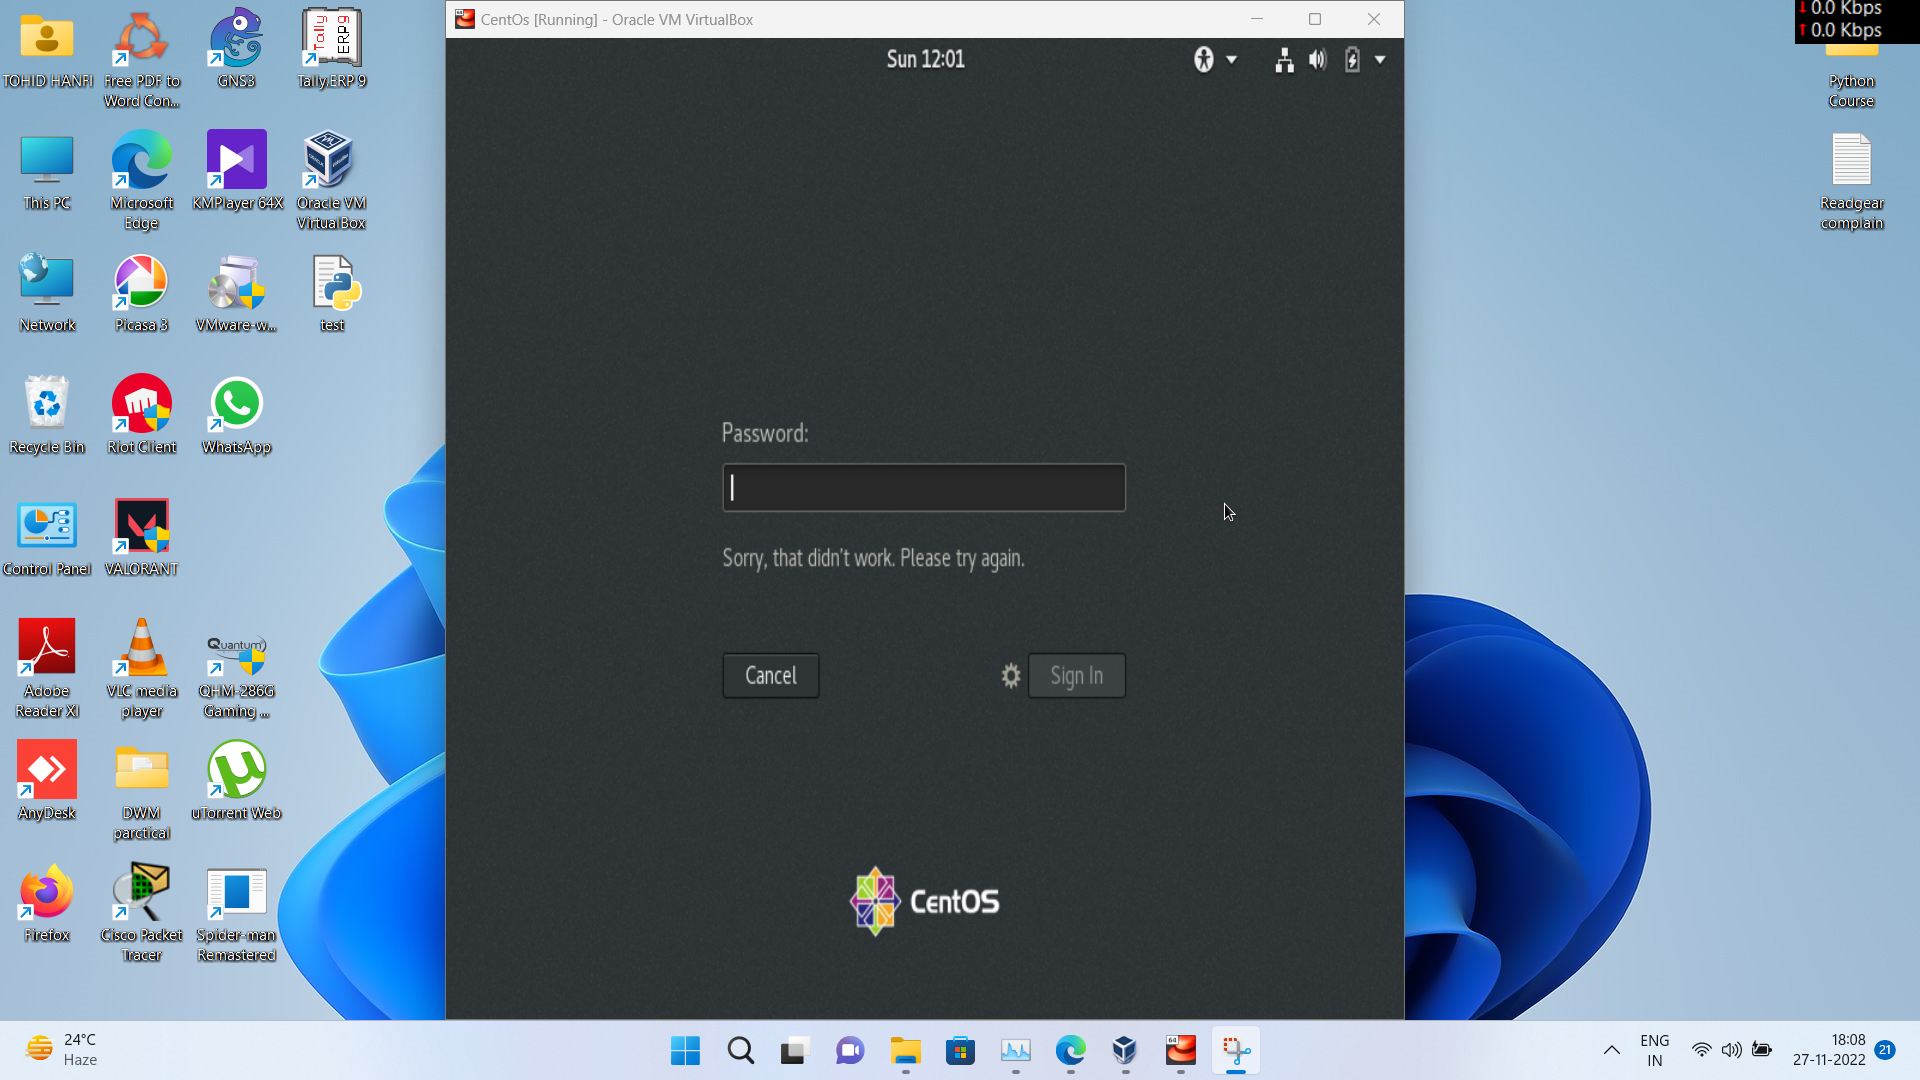 CentOs [Running] - Oracle VM VirtualBox
0.0 Kbps
0.0 Kbps
Sun 12:01
TOHID HANFI
Free PDF to
Word Con...
GNS3
Tally
ERP9
Tally.ERP 9
Python
Course
This PC
Microsoft
Edge
KMPlayer 64X
Oracle VM
VirtualBox
Readgear
complain
Network
Picasa 3
VMware-w...
test
Recycle Bin
Riot Client
WhatsApp
Password:
Sorry, that didn't work. Please try again.
Control Panel
VALORANT
Cancel
Sign In
Adobe
Reader XI
VLC media
player
Quantum
QHM-286G
Gaming ...
AnyDesk
DWM
parctical
uTorrent Web
CentOS
Firefox
Cisco Packet
Tracer
Spider-man
Remastered
24°C
Haze
64
ENG
IN
18:08
27-11-2022
21